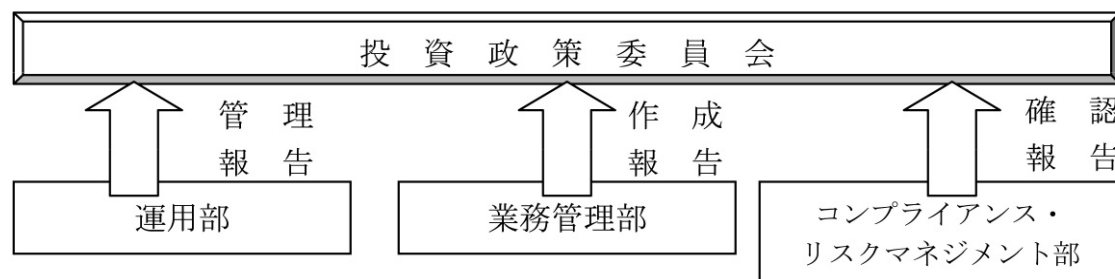 投資政策委員会
管理
報告
作成
報告
確認
報告
運用部
業務管理部
コンプライアンス・
リスクマネジメント部